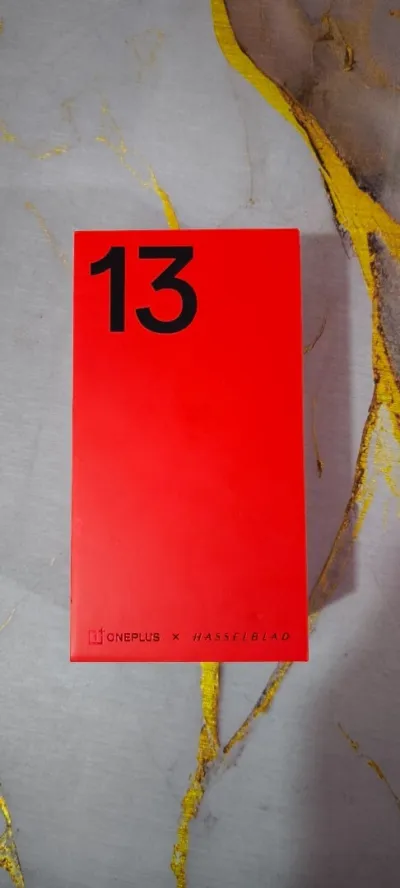 13
ONEPLUS × HASSELBLAD